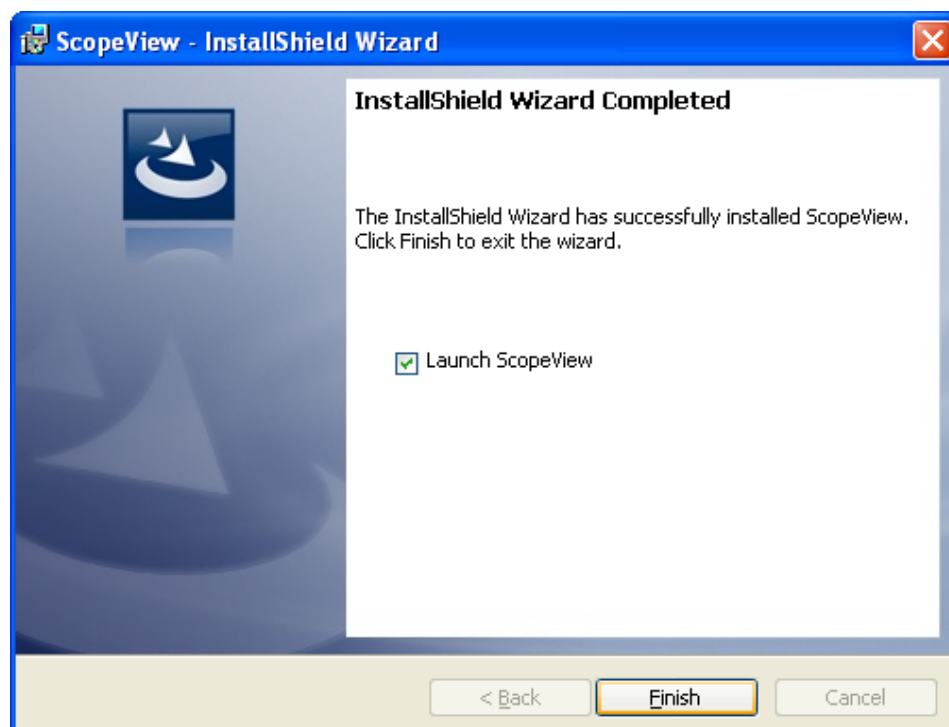 ScopeView - InstallShield Wizard
InstallShield Wizard Completed
The InstallShield Wizard has successfully installed ScopeView.
Click Finish to exit the wizard.
Launch ScopeView
< Back
Finish
Cancel